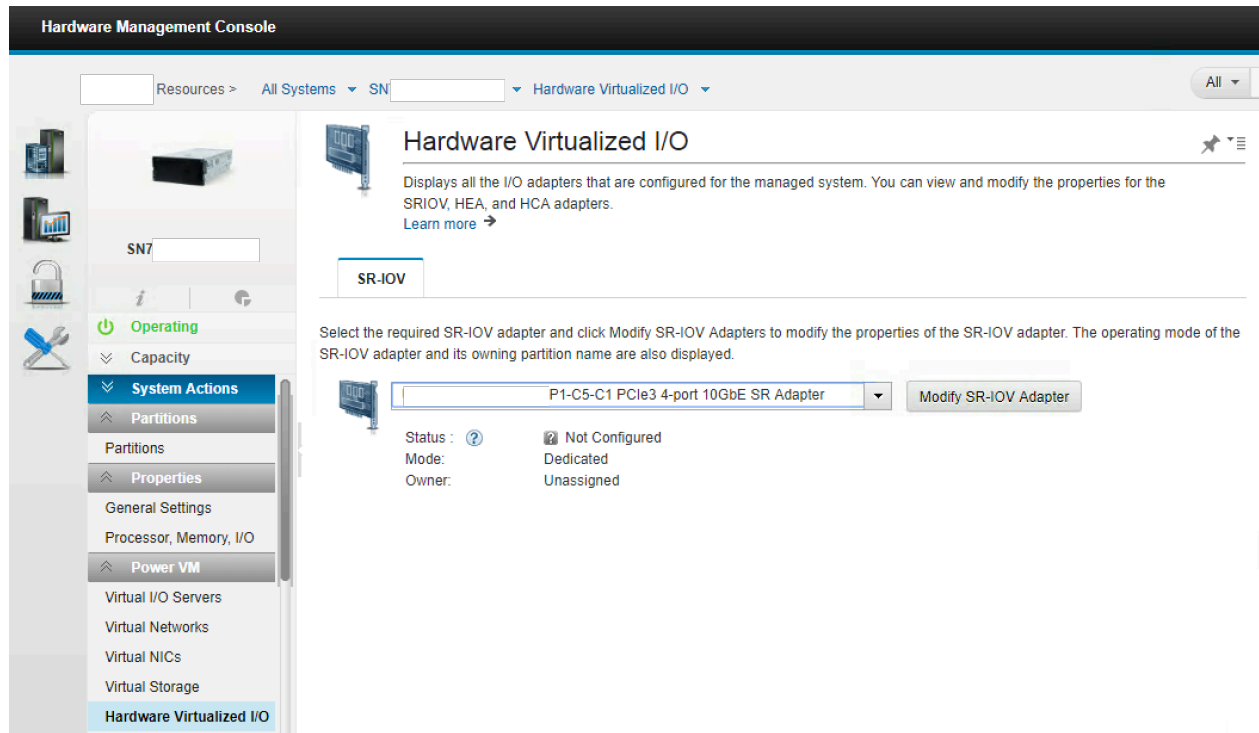 Hardware Management Console
Resources > All Systems SN Hardware Virtualized I/O
All
Hardware Virtualized I/O
Displays all the I/O adapters that are configured for the managed system. You can view and modify the properties for the
SRIOV, HEA, and HCA adapters.
Learn more
SN7
i
Operating
Capacity
System Actions
Partitions
Partitions
Properties
General Settings
Processor, Memory, I/O
Power VM
Virtual I/O Servers
Virtual Networks
Virtual NICs
Virtual Storage
Hardware Virtualized I/O
SR-IOV
Select the required SR-IOV adapter and click Modify SR-IOV Adapters to modify the properties of the SR-IOV adapter. The operating mode of the
SR-IOV adapter and its owning partition name are also displayed.
P1-C5-C1 PCIe3 4-port 10GbE SR Adapter
Modify SR-IOV Adapter
Status : ? ? Not Configured
Mode: Dedicated
Owner: Unassigned